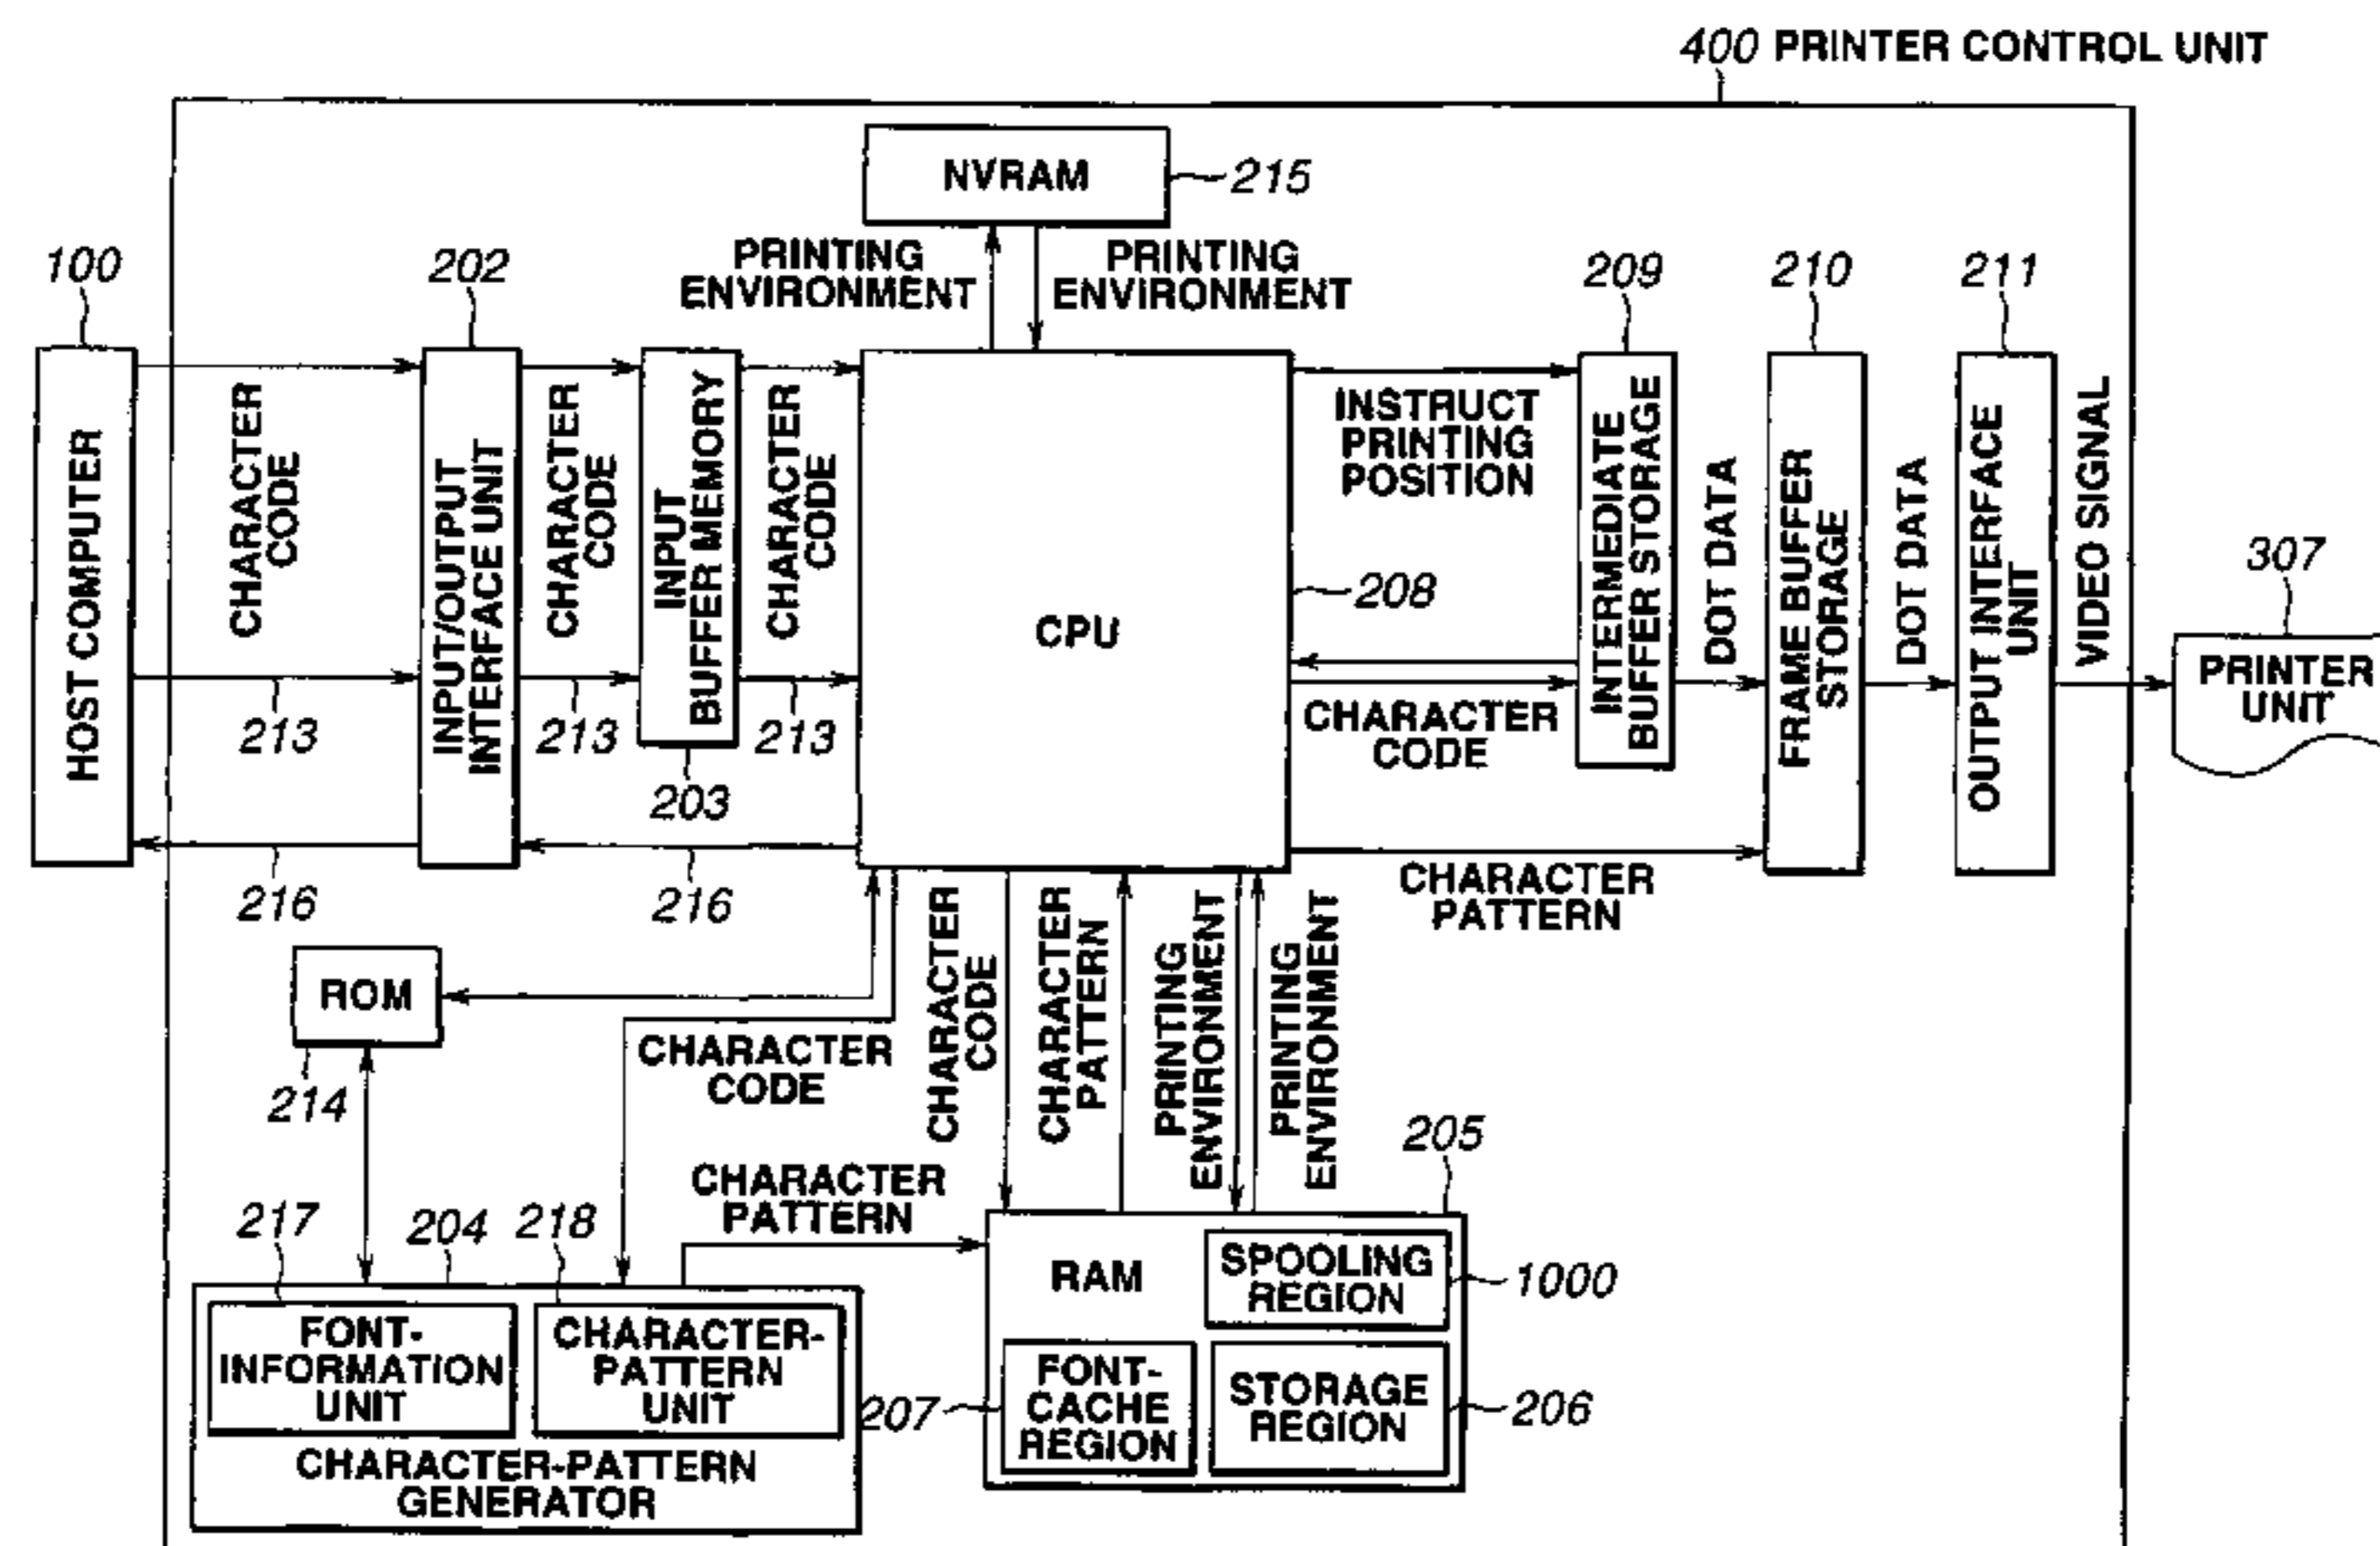 400 PRINTER CONTROL UNIT
NVRAM
215
PRINTING
ENVIRONMENT
PRINTING
ENVIRONMENT
100
202
209
210
211
HOST COMPUTER
CHARACTER
CODE
INPUT/OUTPUT
INTERFACE UNIT
CHARACTER
CODE
INPUT
BUFFER MEMORY
CHARACTER
CODE
CPU
208
INSTRUCT
PRINTING
POSITION
INTERMEDIATE
BUFFER STORAGE
DOT DATA
FRAME BUFFER
STORAGE
DOT DATA
OUTPUT INTERFACE
UNIT
VIDEO SIGNAL
307
PRINTER
UNIT
213
213
213
203
CHARACTER
CODE
216
216
CHARACTER
PATTERN
ROM
214
CHARACTER
CODE
CHARACTER
CODE
CHARACTER
PATTERN
PRINTING
ENVIRONMENT
PRINTING
ENVIRONMENT
205
CHARACTER
PATTERN
217
204
218
FONT-
INFORMATION
UNIT
CHARACTER-
PATTERN
UNIT
CHARACTER-PATTERN
GENERATOR
RAM
SPOOLING
REGION
1000
207
FONT-
CACHE
REGION
STORAGE
REGION
206